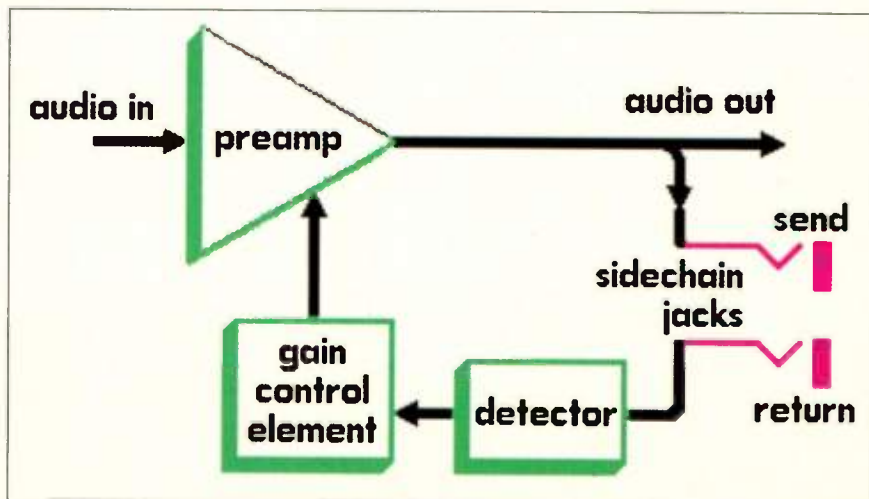 audio in
preamp
audio out
send
sidechain
jacks
return
gain
control
element
detector